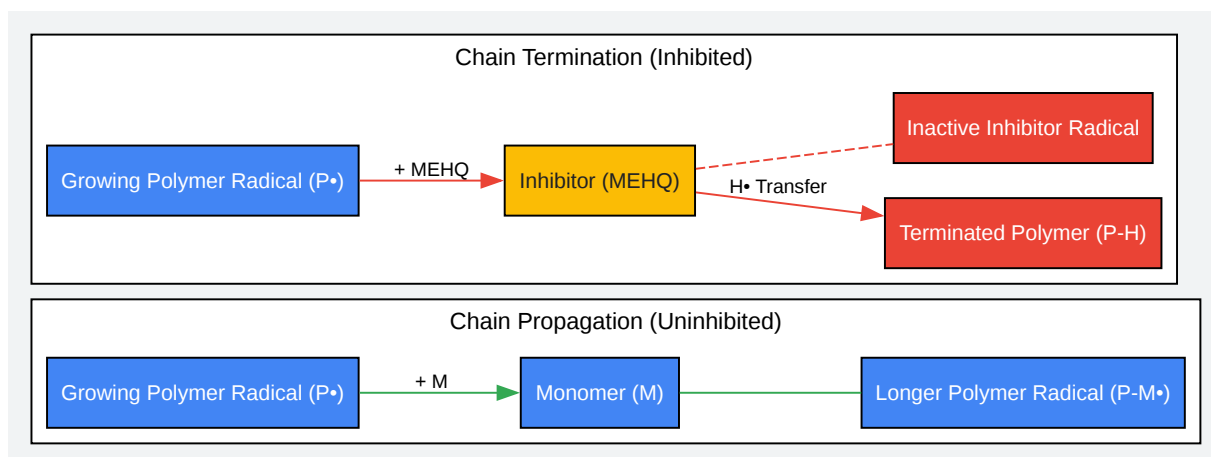 Chain Termination (Inhibited)
Inactive Inhibitor Radical
Growing Polymer Radical (P•)
+ MEHQ
Inhibitor (MEHQ)
H• Transfer
Terminated Polymer (P-H)
Chain Propagation (Uninhibited)
Growing Polymer Radical (P•)
+ M
Monomer (M)
Longer Polymer Radical (P-M•)